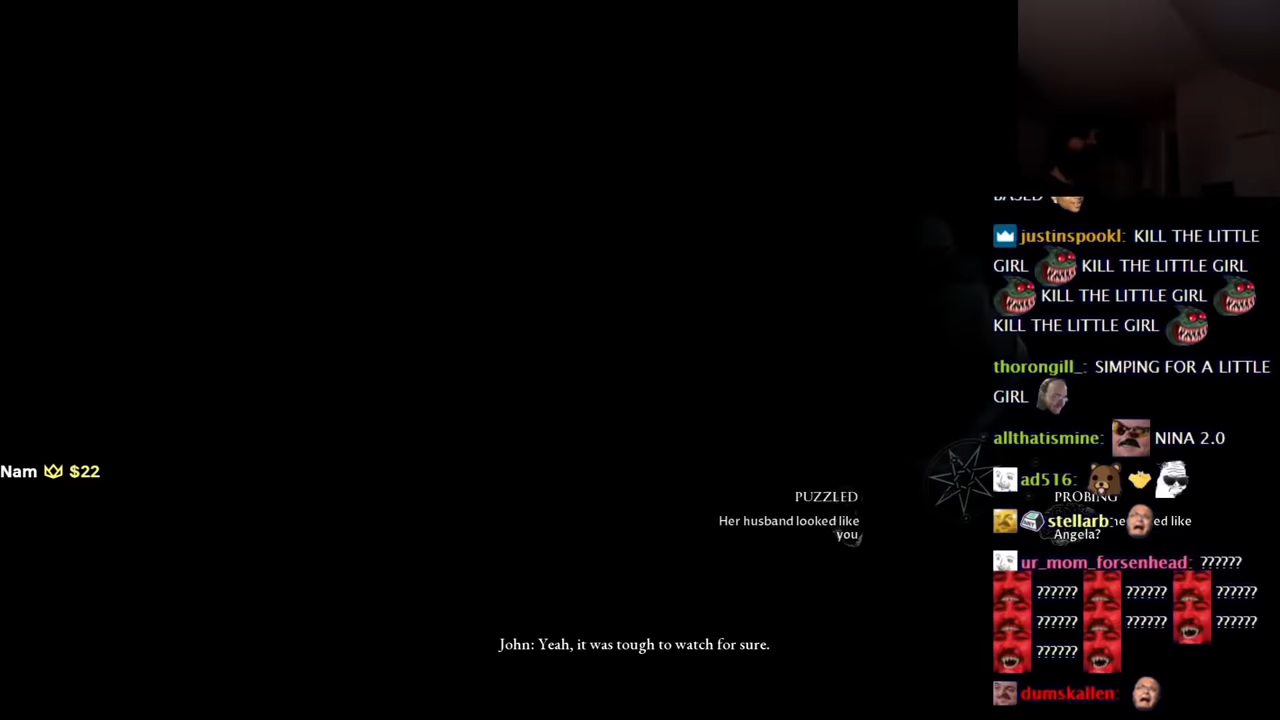 BASED
justinspookl: KILL THE LITTLE
GIRL KILL THE LITTLE GIRL
KILL THE LITTLE GIRL
KILL THE LITTLE GIRL
thorongill_: SIMPING FOR A LITTLE
GIRL
allthatismine: NINA 2.0
Nam $22
ad516:
PUZZLED
Her husband looked like
you
PROBING
stellarb ed like
Angela?
ur_mom_forsenhead: ??????
?????? ?????? ??????
?????? ?????? ??????
??????
John: Yeah, it was tough to watch for sure.
dumskallen: